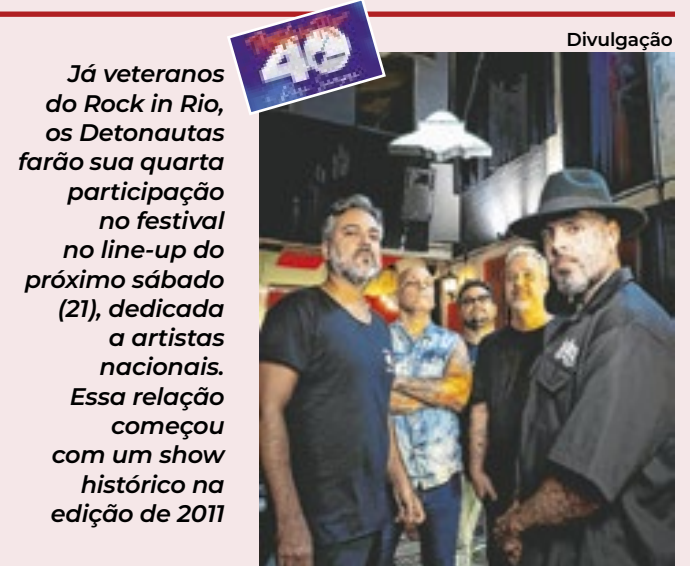 Divulgação
40
Já veteranos
do Rock in Rio,
os Detonautas
farão sua quarta
participação
no festival
no line-up do
próximo sábado
(21), dedicada
a artistas
nacionais.
Essa relação
começou
com um show
histórico na
edição de 2011